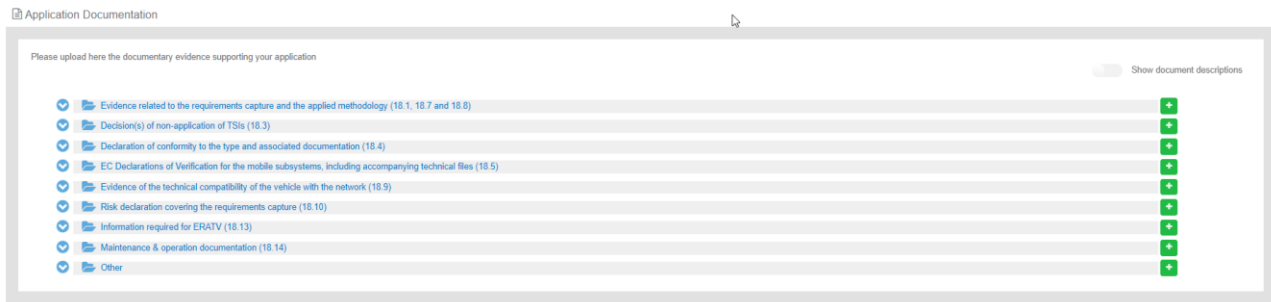 Application Documentation
Please upload here the documentary evidence supporting your application
Show document descriptions
Evidence related to the requirements capture and the applied methodology (18.1, 18.7 and 18.8)
Decision(s) of non-application of TSIs (18.3)
Declaration of conformity to the type and associated documentation (18.4)
EC Declarations of Verification for the mobile subsystems, including accompanying technical files (18.5)
Evidence of the technical compatibility of the vehicle with the network (18.9)
Risk declaration covering the requirements capture (18.10)
Information required for ERATV (18.13)
Maintenance & operation documentation (18.14)
Other